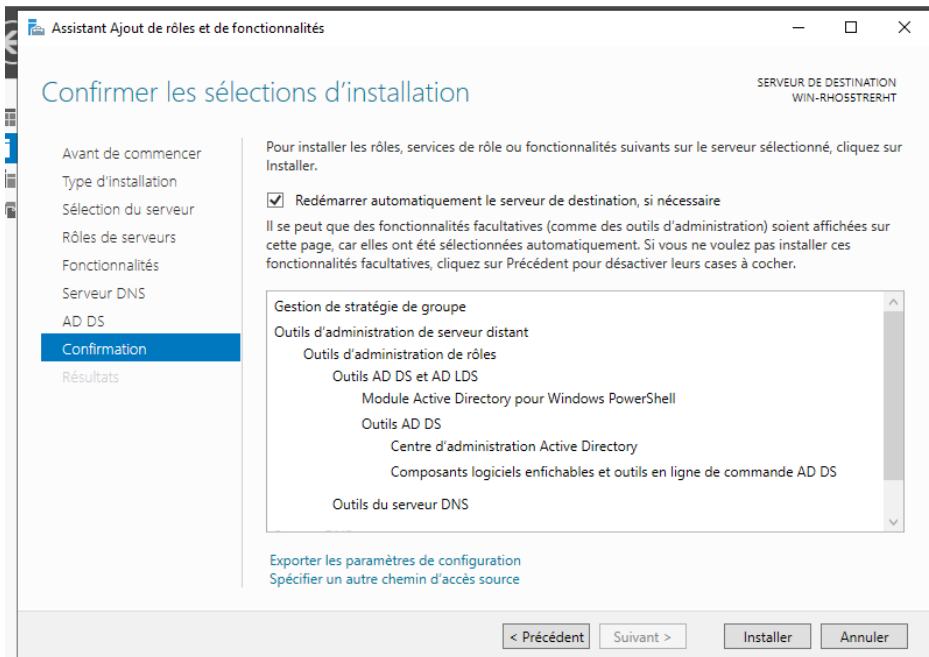 Assistant Ajout de rôles et de fonctionnalités
Confirmer les sélections d'installation
SERVEUR DE DESTINATION
WIN-RHO5STRERHT
Avant de commencer
Type d'installation
Sélection du serveur
Rôles de serveurs
Fonctionnalités
Serveur DNS
AD DS
Confirmation
Résultats
Pour installer les rôles, services de rôle ou fonctionnalités suivants sur le serveur sélectionné, cliquez sur
Installer.
Redémarrer automatiquement le serveur de destination, si nécessaire
Il se peut que des fonctionnalités facultatives (comme des outils d'administration) soient affichées sur
cette page, car elles ont été sélectionnées automatiquement. Si vous ne voulez pas installer ces
fonctionnalités facultatives, cliquez sur Précédent pour désactiver leurs cases à cocher.
Gestion de stratégie de groupe
Outils d'administration de serveur distant
Outils d'administration de rôles
Outils AD DS et AD LDS
Module Active Directory pour Windows PowerShell
Outils AD DS
Centre d'administration Active Directory
Composants logiciels enfichables et outils en ligne de commande AD DS
Outils du serveur DNS
Exporter les paramètres de configuration
Spécifier un autre chemin d'accès source
< Précédent
Suivant >
Installer
Annuler